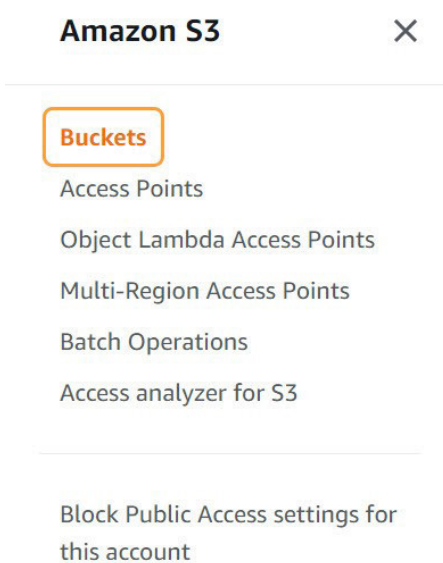 Amazon S3
Buckets
Access Points
Object Lambda Access Points
Multi-Region Access Points
Batch Operations
Access analyzer for S3
Block Public Access settings for
this account